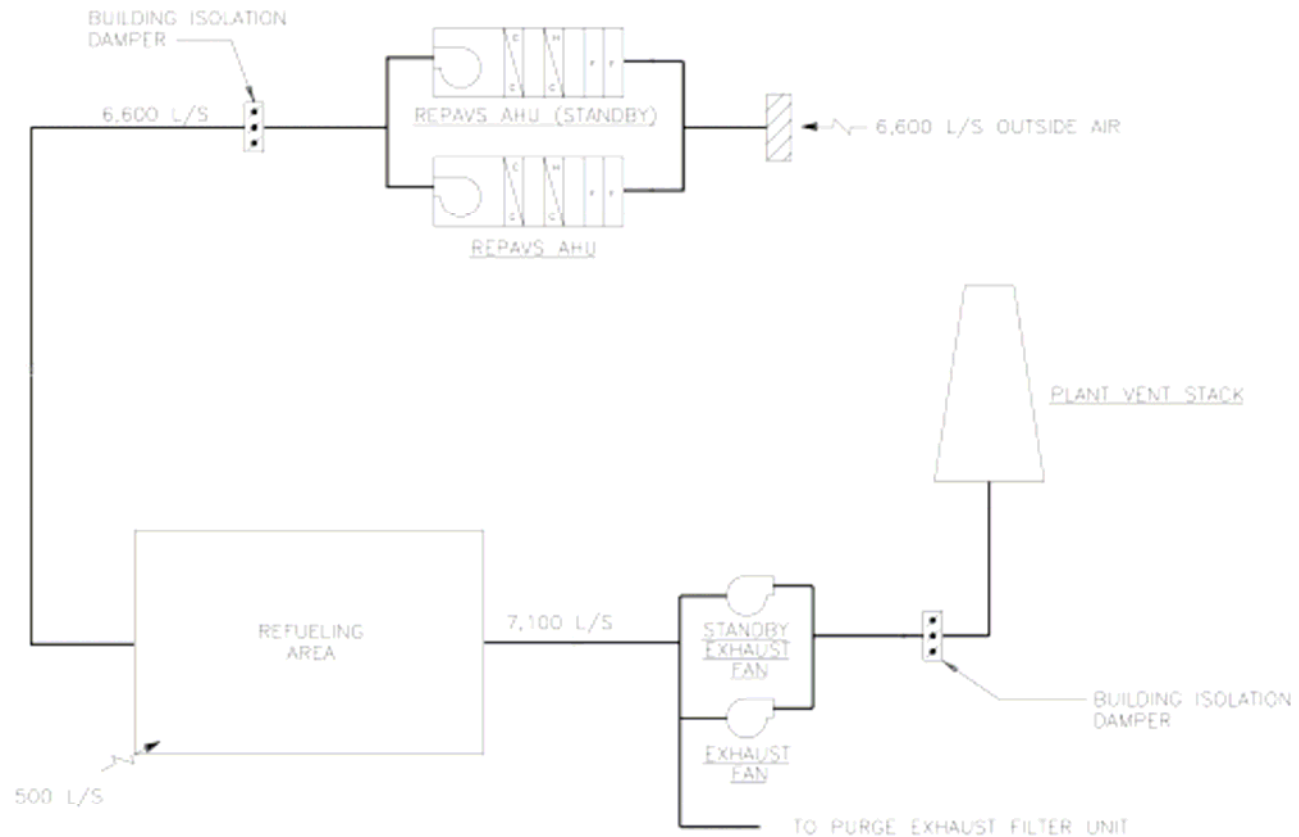 BUILDING ISOLATION
DAMPER
6,600 L/S
C
H
C
C
F
F
REPAVS AHU (STANDBY)
6,600 L/S OUTSIDE AIR
C
H
C
C
F
F
REPAVS AHU
PLANT VENT STACK
REFUELING
AREA
7,100 L/S
STANDBY
EXHAUST
FAN
BUILDING ISOLATION
DAMPER
EXHAUST
FAN
500 L/S
TO PURGE EXHAUST FILTER UNIT